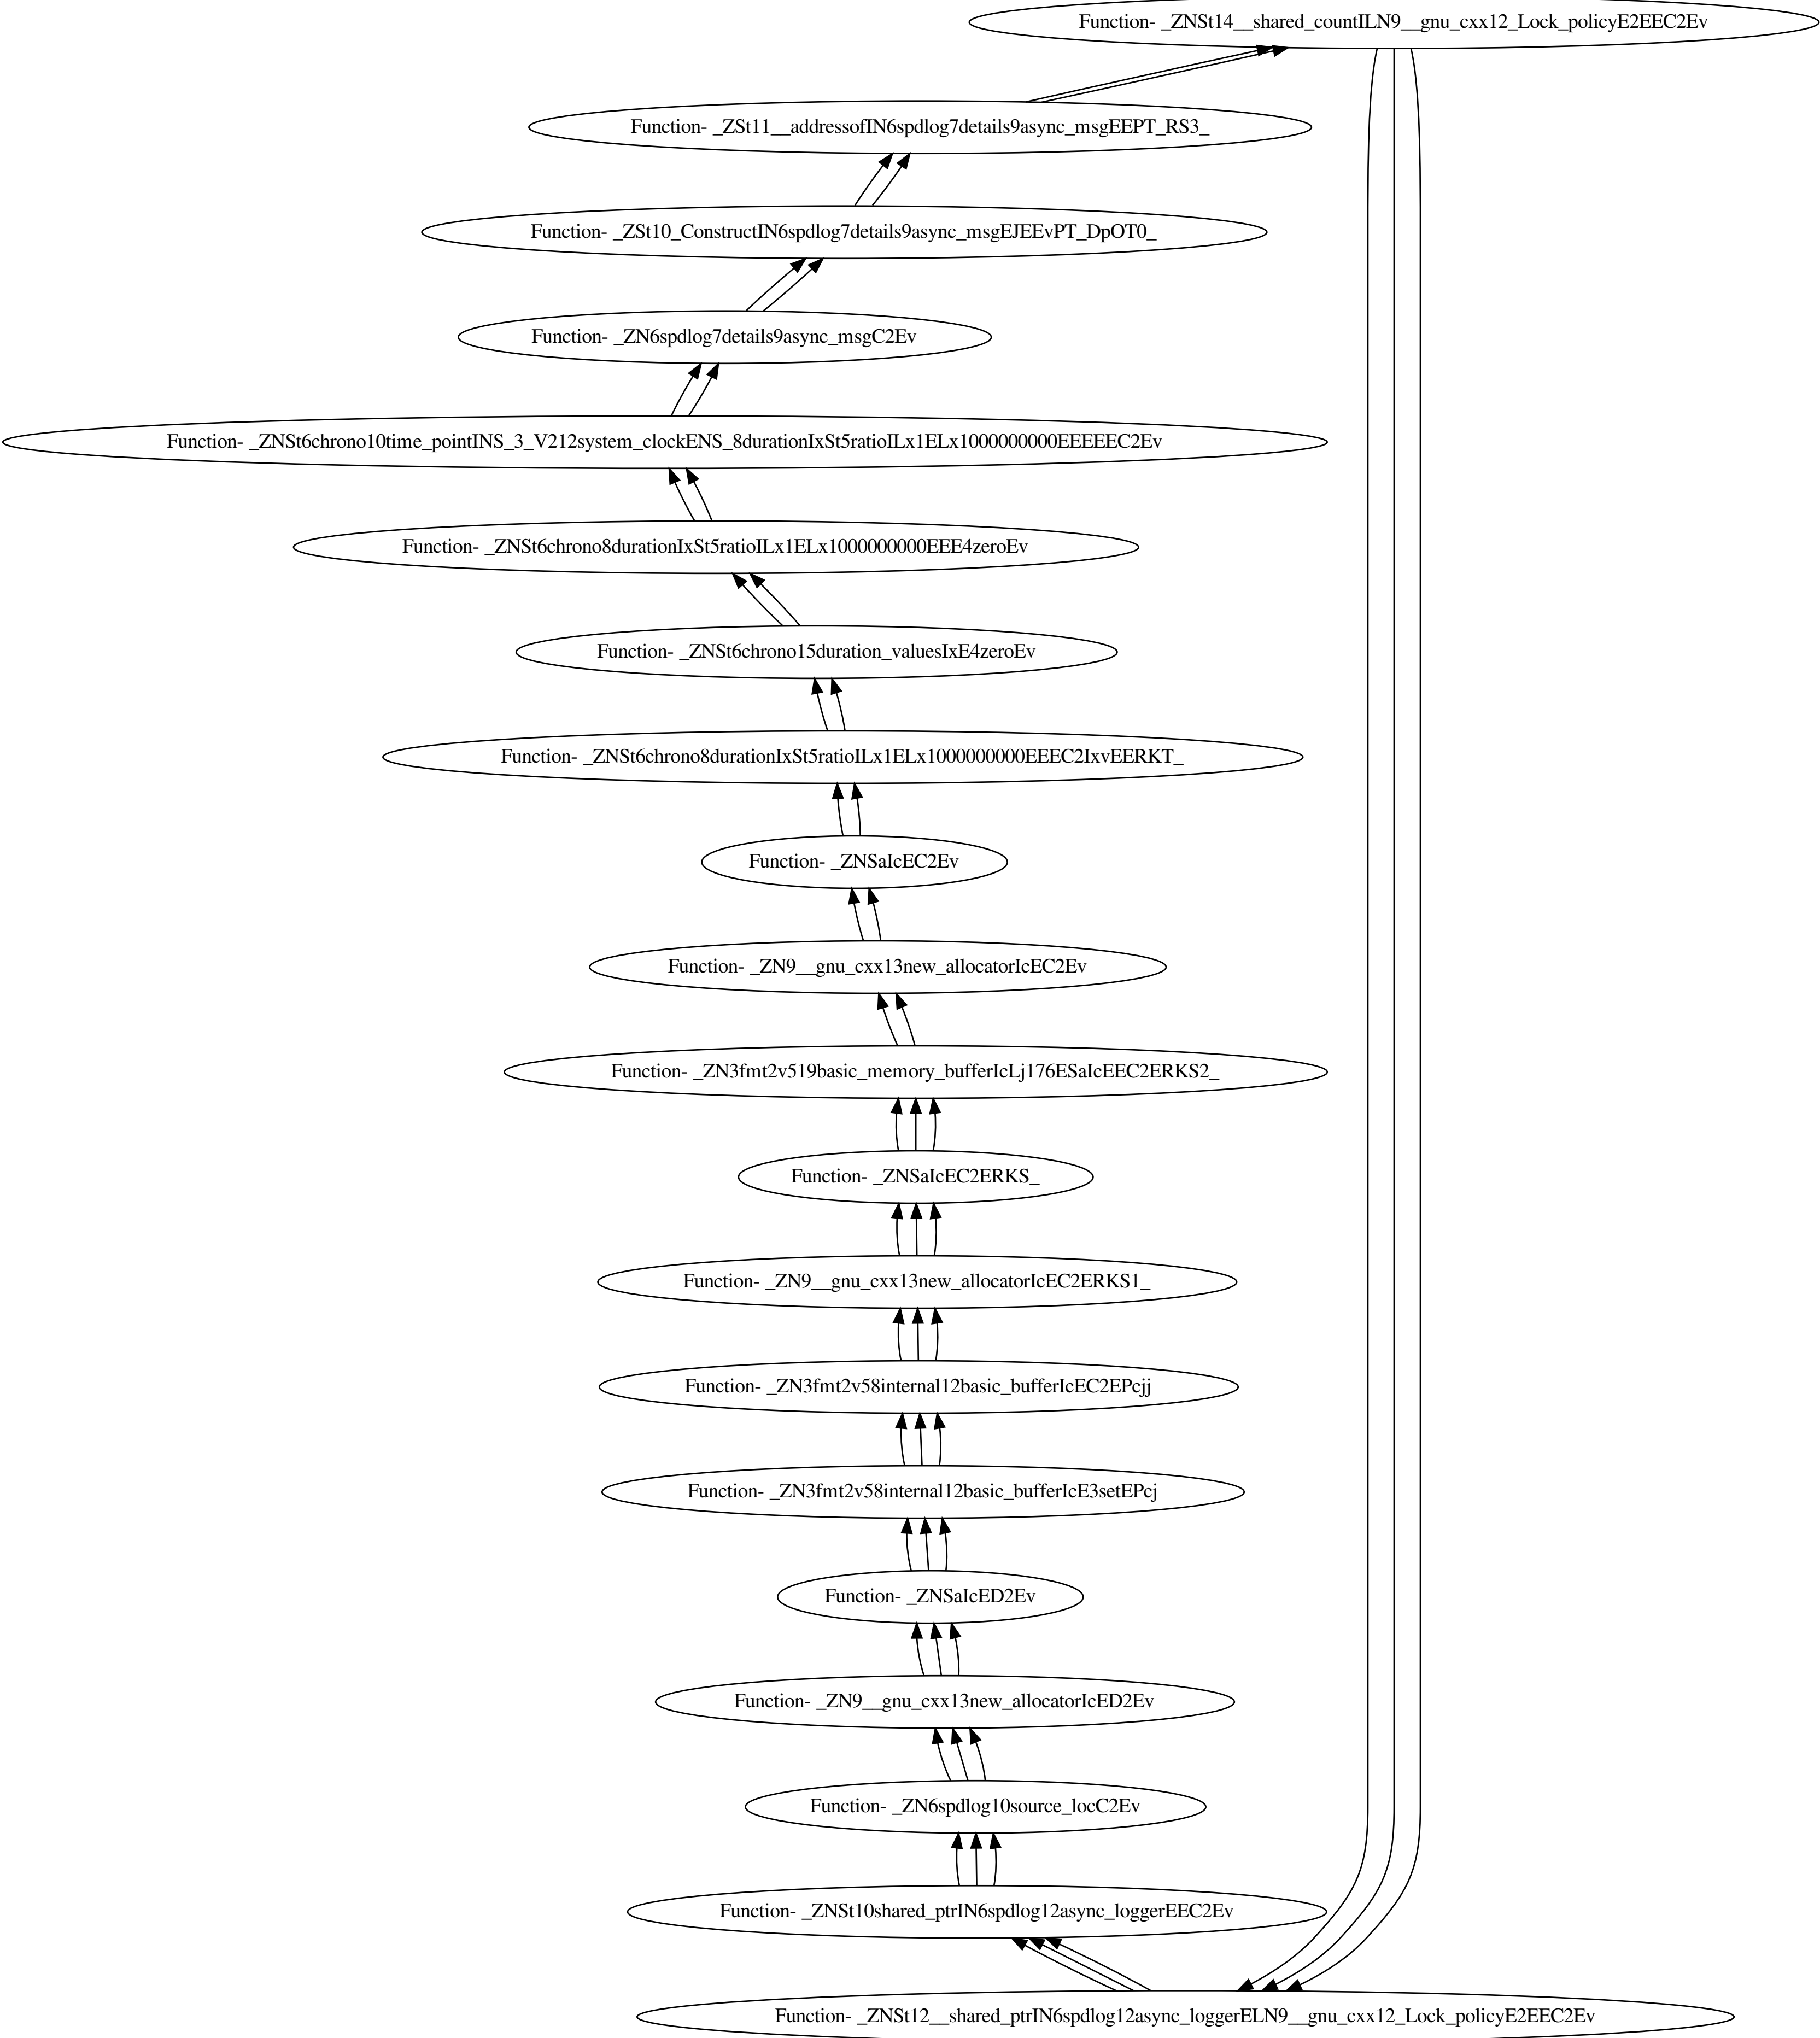 Function- _ZNSt14__shared_countILN9__gnu_cxx12_Lock_policyE2EEC2Ev
Function- _ZSt11__addressofIN6spdlog7details9async_msgEEPT_RS3_
Function- _ZSt10_ConstructIN6spdlog7details9async_msgEJEEvPT_DpOT0_
Function- _ZN6spdlog7details9async_msgC2Ev
Function- _ZNSt6chrono10time_pointINS_3_V212system_clockENS_8durationIxSt5ratioILx1ELx1000000000EEEEEC2Ev
Function- _ZNSt6chrono8durationIxSt5ratioILx1ELx1000000000EEE4zeroEv
Function- _ZNSt6chrono15duration_valuesIxE4zeroEv
Function- _ZNSt6chrono8durationIxSt5ratioILx1ELx1000000000EEEC2IxvEERKT_
Function- _ZNSaIcEC2Ev
Function- _ZN9__gnu_cxx13new_allocatorIcEC2Ev
Function- _ZN3fmt2v519basic_memory_bufferIcLj176ESaIcEEC2ERKS2_
Function- _ZNSaIcEC2ERKS_
Function- _ZN9__gnu_cxx13new_allocatorIcEC2ERKS1_
Function- _ZN3fmt2v58internal12basic_bufferIcEC2EPcjj
Function- _ZN3fmt2v58internal12basic_bufferIcE3setEPcj
Function- _ZNSaIcED2Ev
Function- _ZN9__gnu_cxx13new_allocatorIcED2Ev
Function- _ZN6spdlog10source_locC2Ev
Function- _ZNSt10shared_ptrIN6spdlog12async_loggerEEC2Ev
Function- _ZNSt12__shared_ptrIN6spdlog12async_loggerELN9__gnu_cxx12_Lock_policyE2EEC2Ev